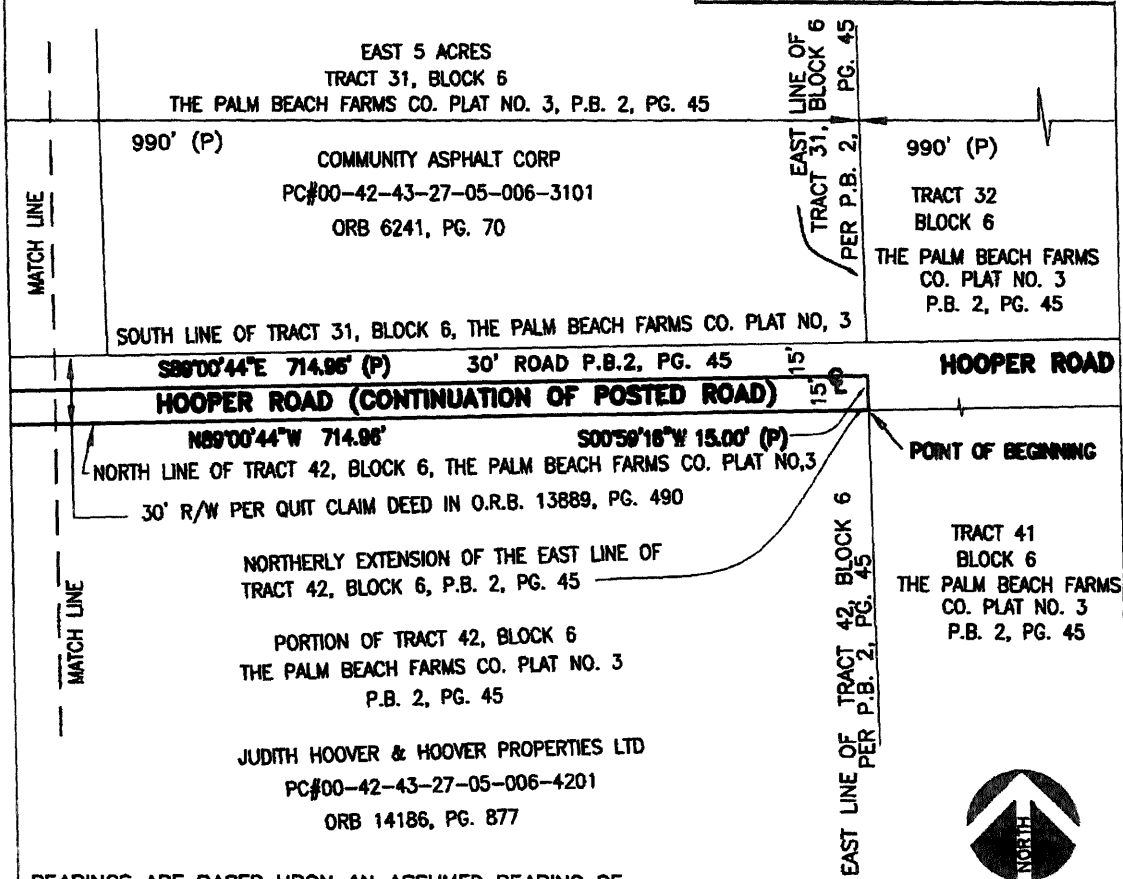 EAST 5 ACRES
TRACT 31, BLOCK 6
THE PALM BEACH FARMS CO. PLAT NO. 3, P.B. 2, PG. 45
EAST LINE OF
TRACT 31, BLOCK 6
PER P.B. 2, PG. 45
990' (P)
COMMUNITY ASPHALT CORP
PC#00-42-43-27-05-006-3101
ORB 6241, PG. 70
990' (P)
TRACT 32
BLOCK 6
THE PALM BEACH FARMS
CO. PLAT NO. 3
P.B. 2, PG. 45
MATCH LINE
SOUTH LINE OF TRACT 31, BLOCK 6, THE PALM BEACH FARMS CO. PLAT NO, 3
S89°00'44"E 714.96' (P)
30' ROAD P.B.2, PG. 45
15'
HOOPER ROAD
HOOPER ROAD (CONTINUATION OF POSTED ROAD)
15'
N89°00'44"W 714.96'
S00°59'16"W 15.00' (P)
POINT OF BEGINNING
NORTH LINE OF TRACT 42, BLOCK 6, THE PALM BEACH FARMS CO. PLAT NO,3
30' R/W PER QUIT CLAIM DEED IN O.R.B. 13889, PG. 490
NORTHERLY EXTENSION OF THE EAST LINE OF
TRACT 42, BLOCK 6, P.B. 2, PG. 45
EAST LINE OF TRACT 42, BLOCK 6
PER P.B. 2, PG. 45
TRACT 41
BLOCK 6
THE PALM BEACH FARMS
CO. PLAT NO. 3
P.B. 2, PG. 45
MATCH LINE
PORTION OF TRACT 42, BLOCK 6
THE PALM BEACH FARMS CO. PLAT NO. 3
P.B. 2, PG. 45
JUDITH HOOVER & HOOVER PROPERTIES LTD
PC#00-42-43-27-05-006-4201
ORB 14186, PG. 877
NORTH
BEARINGS ARE BASED UPON AN ASSUMED BEARING OF